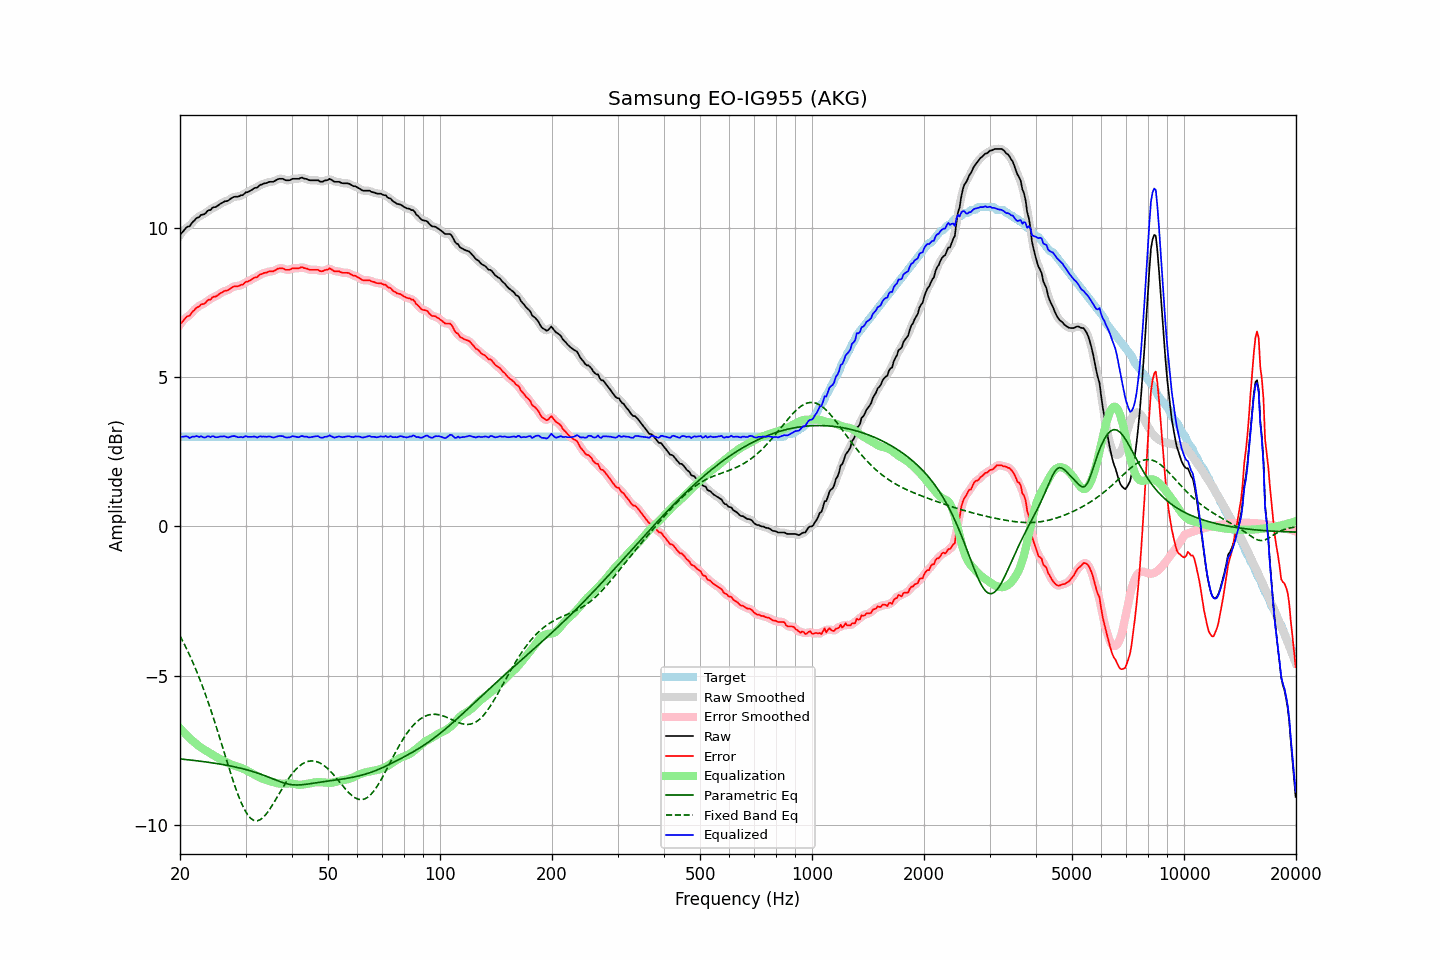 Samsung EO-IG955 (AKG)
Amplitude (dBr)
10
5
0
−5
−10
Target
Raw Smoothed
Error Smoothed
Raw
Error
Equalization
Parametric Eq
Fixed Band Eq
Equalized
20 50 100 200 500 1000 2000 5000 10000 20000
Frequency (Hz)